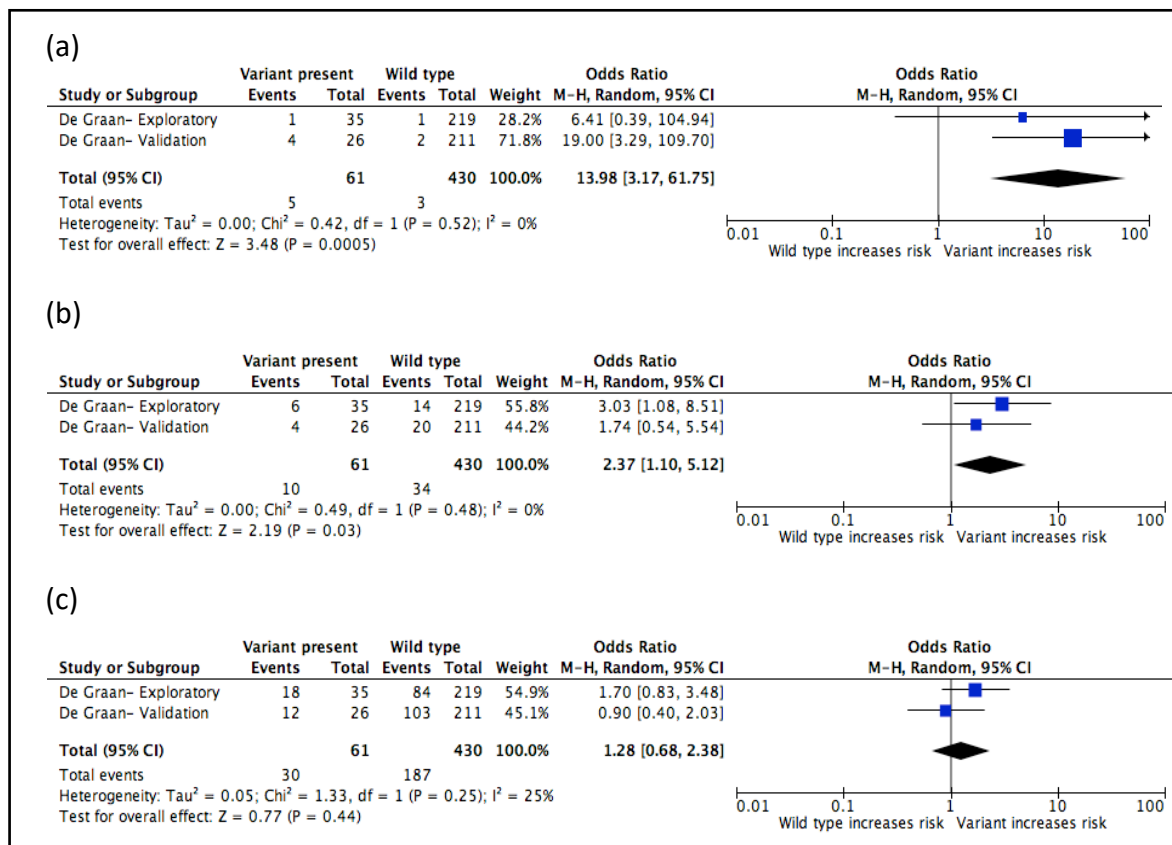 (a)
Variant present Wild type Odds Ratio Odds Ratio
Study or Subgroup Events Total Events Total Weight M-H, Random, 95% CI M-H, Random, 95% CI
De Graan- Exploratory 1 35 1 219 28.2% 6.41 [0.39, 104.94]
De Graan- Validation 4 26 2 211 71.8% 19.00 [3.29, 109.70]
Total (95% CI) 61 430 100.0% 13.98 [3.17, 61.75]
Total events 5 3
Heterogeneity: Tau² = 0.00; Chi² = 0.42, df = 1 (P = 0.52); I² = 0%
Test for overall effect: Z = 3.48 (P = 0.0005)
0.01 0.1 1 10 100
Wild type increases risk Variant increases risk
(b)
Variant present Wild type Odds Ratio Odds Ratio
Study or Subgroup Events Total Events Total Weight M-H, Random, 95% CI M-H, Random, 95% CI
De Graan- Exploratory 6 35 14 219 55.8% 3.03 [1.08, 8.51]
De Graan- Validation 4 26 20 211 44.2% 1.74 [0.54, 5.54]
Total (95% CI) 61 430 100.0% 2.37 [1.10, 5.12]
Total events 10 34
Heterogeneity: Tau² = 0.00; Chi² = 0.49, df = 1 (P = 0.48); I² = 0%
Test for overall effect: Z = 2.19 (P = 0.03)
0.01 0.1 1 10 100
Wild type increases risk Variant increases risk
(c)
Variant present Wild type Odds Ratio Odds Ratio
Study or Subgroup Events Total Events Total Weight M-H, Random, 95% CI M-H, Random, 95% CI
De Graan- Exploratory 18 35 84 219 54.9% 1.70 [0.83, 3.48]
De Graan- Validation 12 26 103 211 45.1% 0.90 [0.40, 2.03]
Total (95% CI) 61 430 100.0% 1.28 [0.68, 2.38]
Total events 30 187
Heterogeneity: Tau² = 0.05; Chi² = 1.33, df = 1 (P = 0.25); I² = 25%
Test for overall effect: Z = 0.77 (P = 0.44)
0.01 0.1 1 10 100
Wild type increases risk Variant increases risk